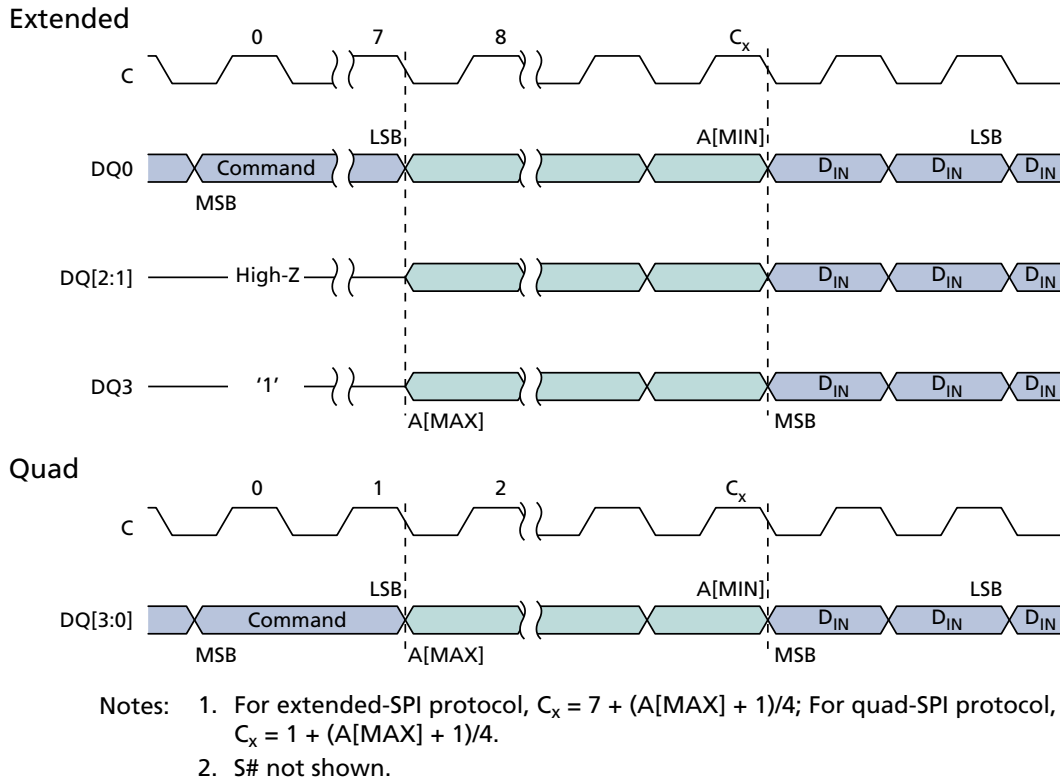 Extended
0 7 8 Cx
C
LSB A[MIN] LSB
DQ0 Command DIN DIN DIN
MSB
DQ[2:1] High-Z DIN DIN DIN
DQ3 ‘1’ DIN DIN DIN
A[MAX] MSB
Quad
0 1 2 Cx
C
LSB A[MIN] LSB
DQ[3:0] Command DIN DIN DIN
MSB A[MAX] MSB
Notes: 1. For extended-SPI protocol, Cx = 7 + (A[MAX] + 1)/4; For quad-SPI protocol,
Cx = 1 + (A[MAX] + 1)/4.
2. S# not shown.